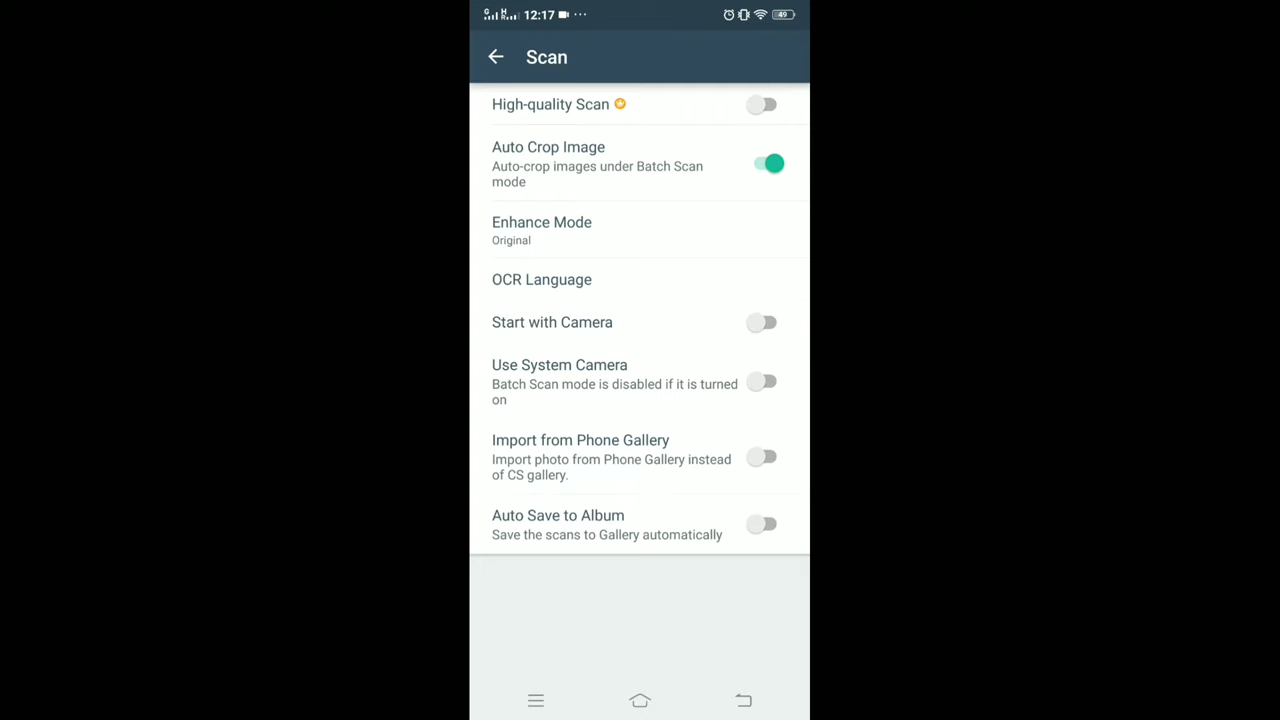 12:17
49
Scan
High-quality Scan
Auto Crop Image
Auto-crop images under Batch Scan
mode
Enhance Mode
Original
OCR Language
Start with Camera
Use System Camera
Batch Scan mode is disabled if it is turned
on
Import from Phone Gallery
Import photo from Phone Gallery instead
of CS gallery.
Auto Save to Album
Save the scans to Gallery automatically